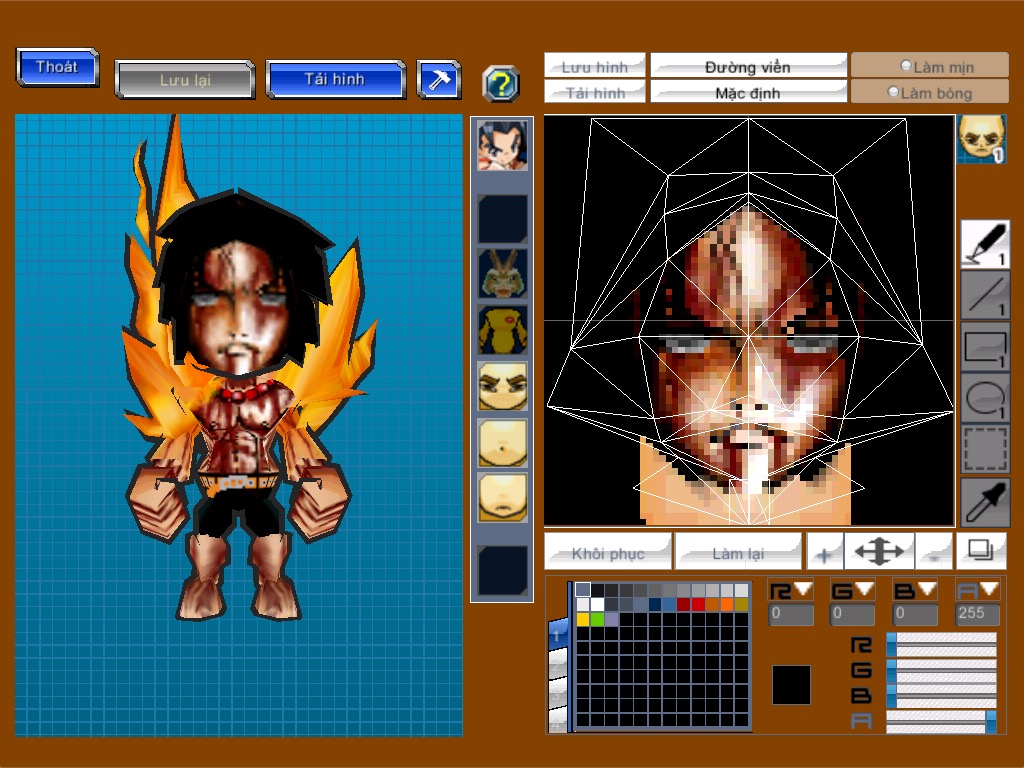 Thoát
Lưu lại
Tải hình
?
Lưu hình
Đường viền
Làm mịn
Tải hình
Mặc định
Làm bóng
1
1
1
1
1
Khôi phục
Làm lại
+
-
R G B A
0 0 0 255
1
R
G
B
A